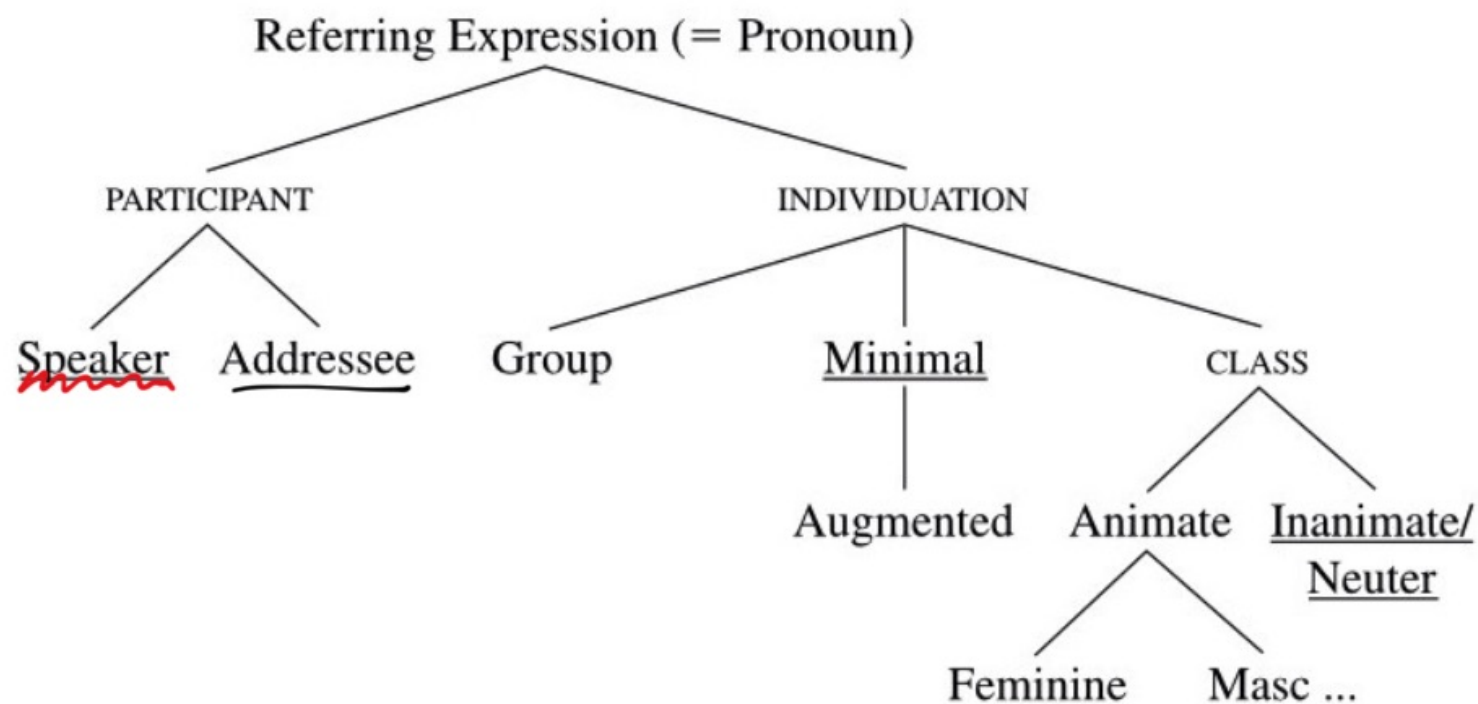 Referring Expression (= Pronoun)
PARTICIPANT INDIVIDUATION
Speaker Addressee Group Minimal CLASS
Augmented Animate Inanimate/
Neuter
Feminine Masc ...